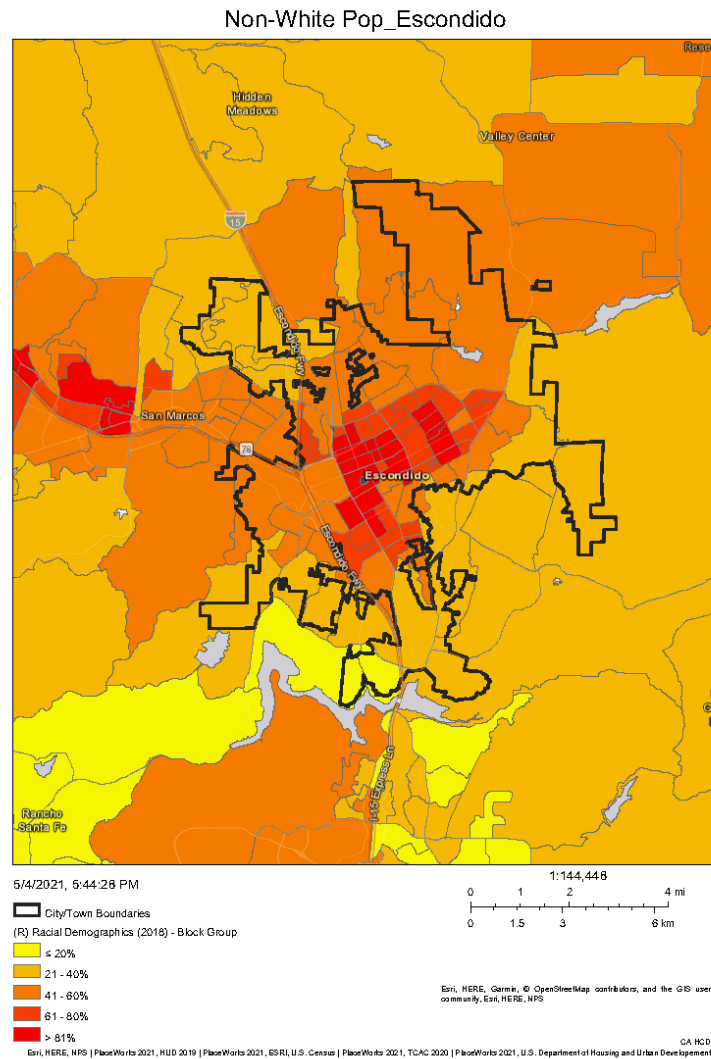 Non-White Pop_Escondido
Hidden
Meadows
Valley Center
15
Escondido Fwy
San Marcos
78
Escondido
Escondido Fwy
I-15 Express Ln
Rancho
Santa Fe
5/4/2021, 5:44:26 PM
1:144,448
0 1 2 4 mi
0 1.5 3 6 km
City/Town Boundaries
(R) Racial Demographics (2018) - Block Group
≤ 20%
21 - 40%
41 - 60%
61 - 80%
> 81%
Esri, HERE, Garmin, © OpenStreetMap contributors, and the GIS user
community, Esri, HERE, NPS
CA HCD
Esri, HERE, NPS | PlaceWorks 2021, HUD 2019 | PlaceWorks 2021, ESRI, U.S. Census | PlaceWorks 2021, TCAC 2020 | PlaceWorks 2021, U.S. Department of Housing and Urban Developement